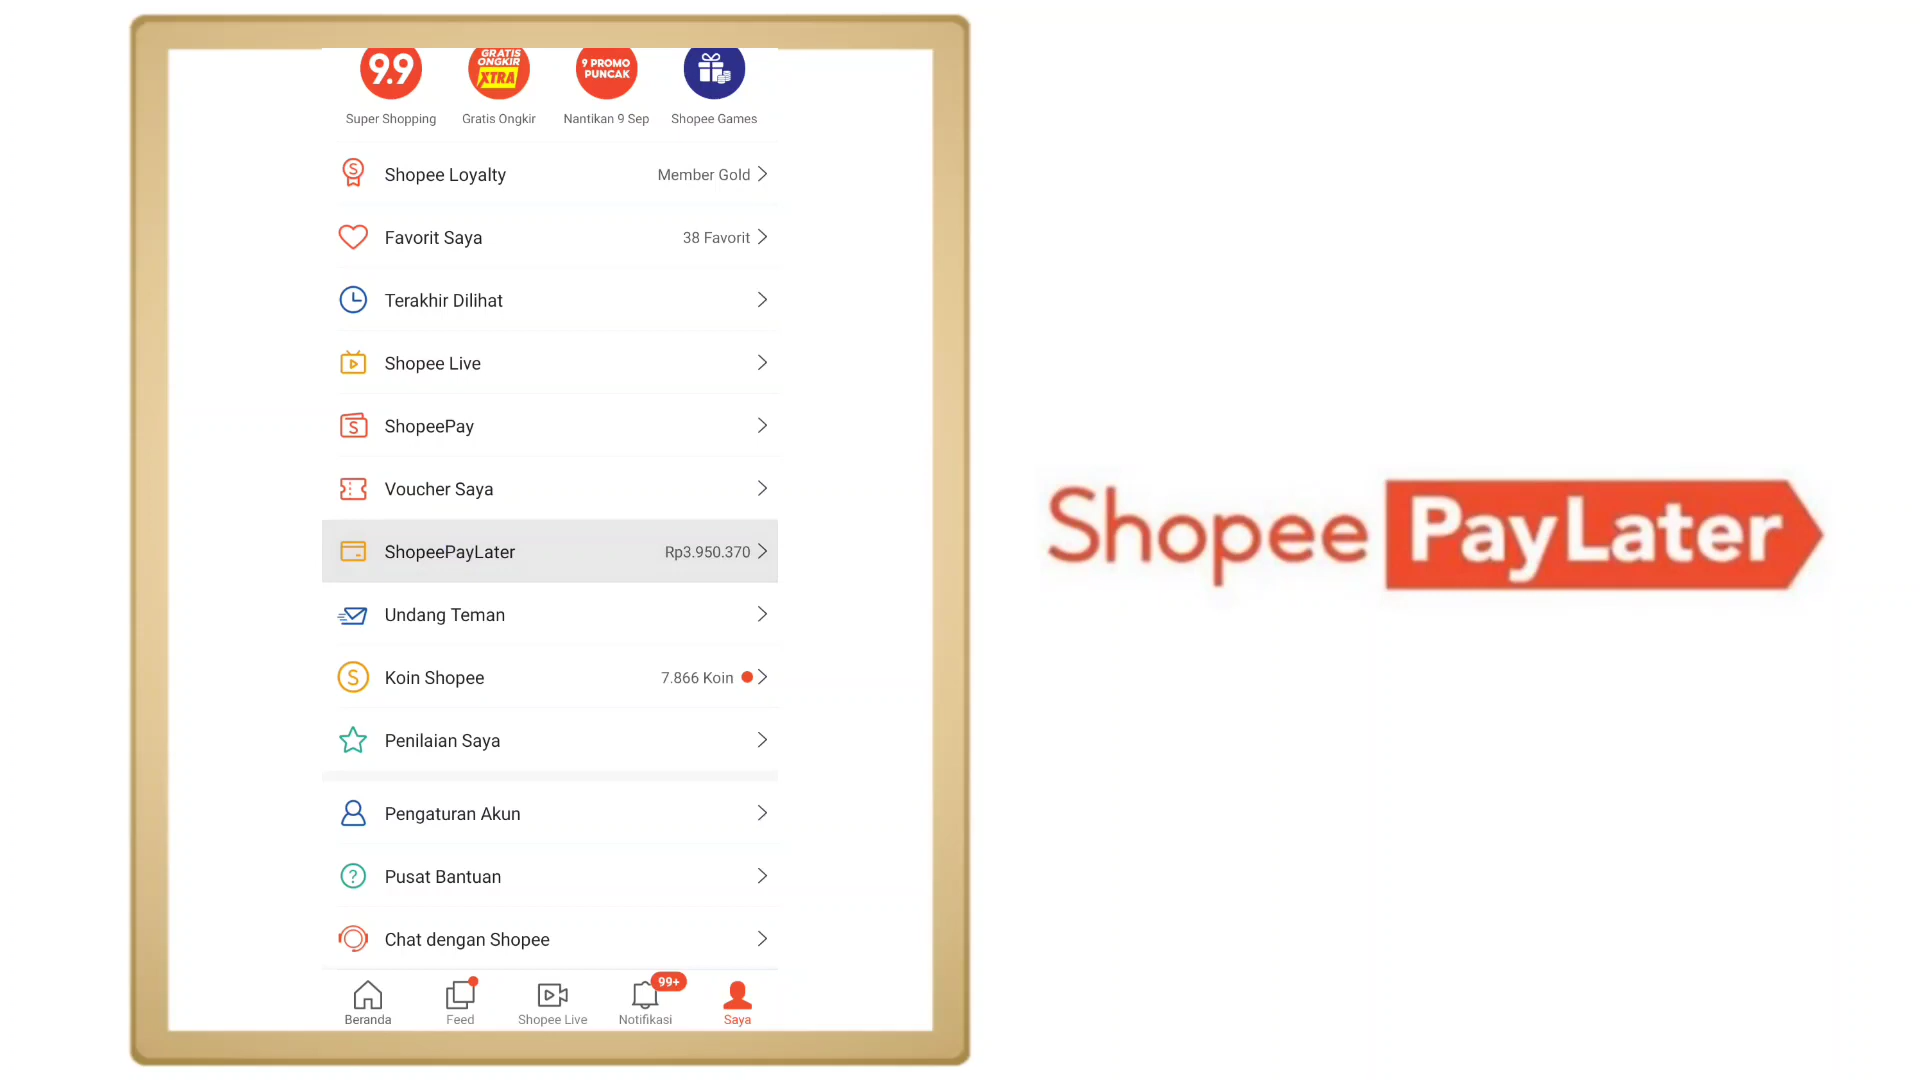 9.9
GRATIS
ONGKIR
XTRA
9 PROMO
PUNCAK
Super Shopping
Gratis Ongkir
Nantikan 9 Sep
Shopee Games
Shopee Loyalty Member Gold
Favorit Saya 38 Favorit
Terakhir Dilihat
Shopee Live
ShopeePay
Voucher Saya
ShopeePayLater Rp3.950.370
Undang Teman
Koin Shopee 7.866 Koin
Penilaian Saya
Pengaturan Akun
Pusat Bantuan
Chat dengan Shopee
99+
Beranda
Feed
Shopee Live
Notifikasi
Saya
Shopee PayLater